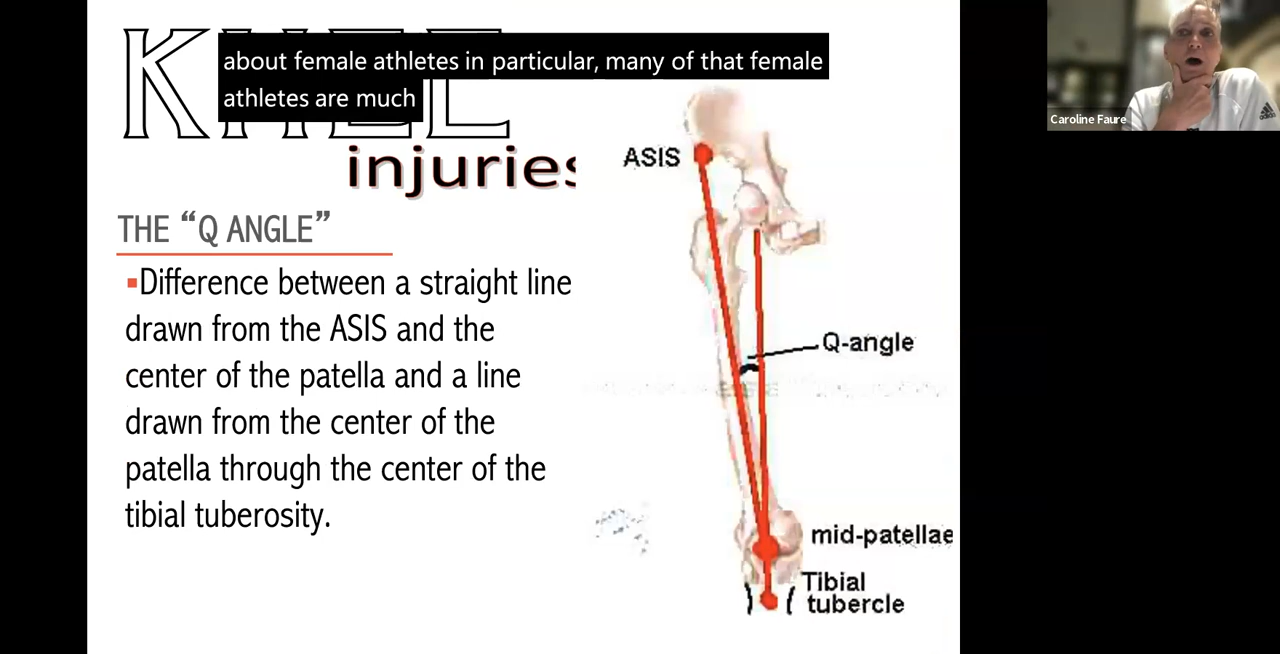 about female athletes in particular, many of that female
athletes are much
injuries
THE “Q ANGLE”
▪Difference between a straight line
drawn from the ASIS and the
center of the patella and a line
drawn from the center of the
patella through the center of the
tibial tuberosity.
ASIS
Q-angle
mid-patellae
Tibial
tubercle
Caroline Faure
adidas